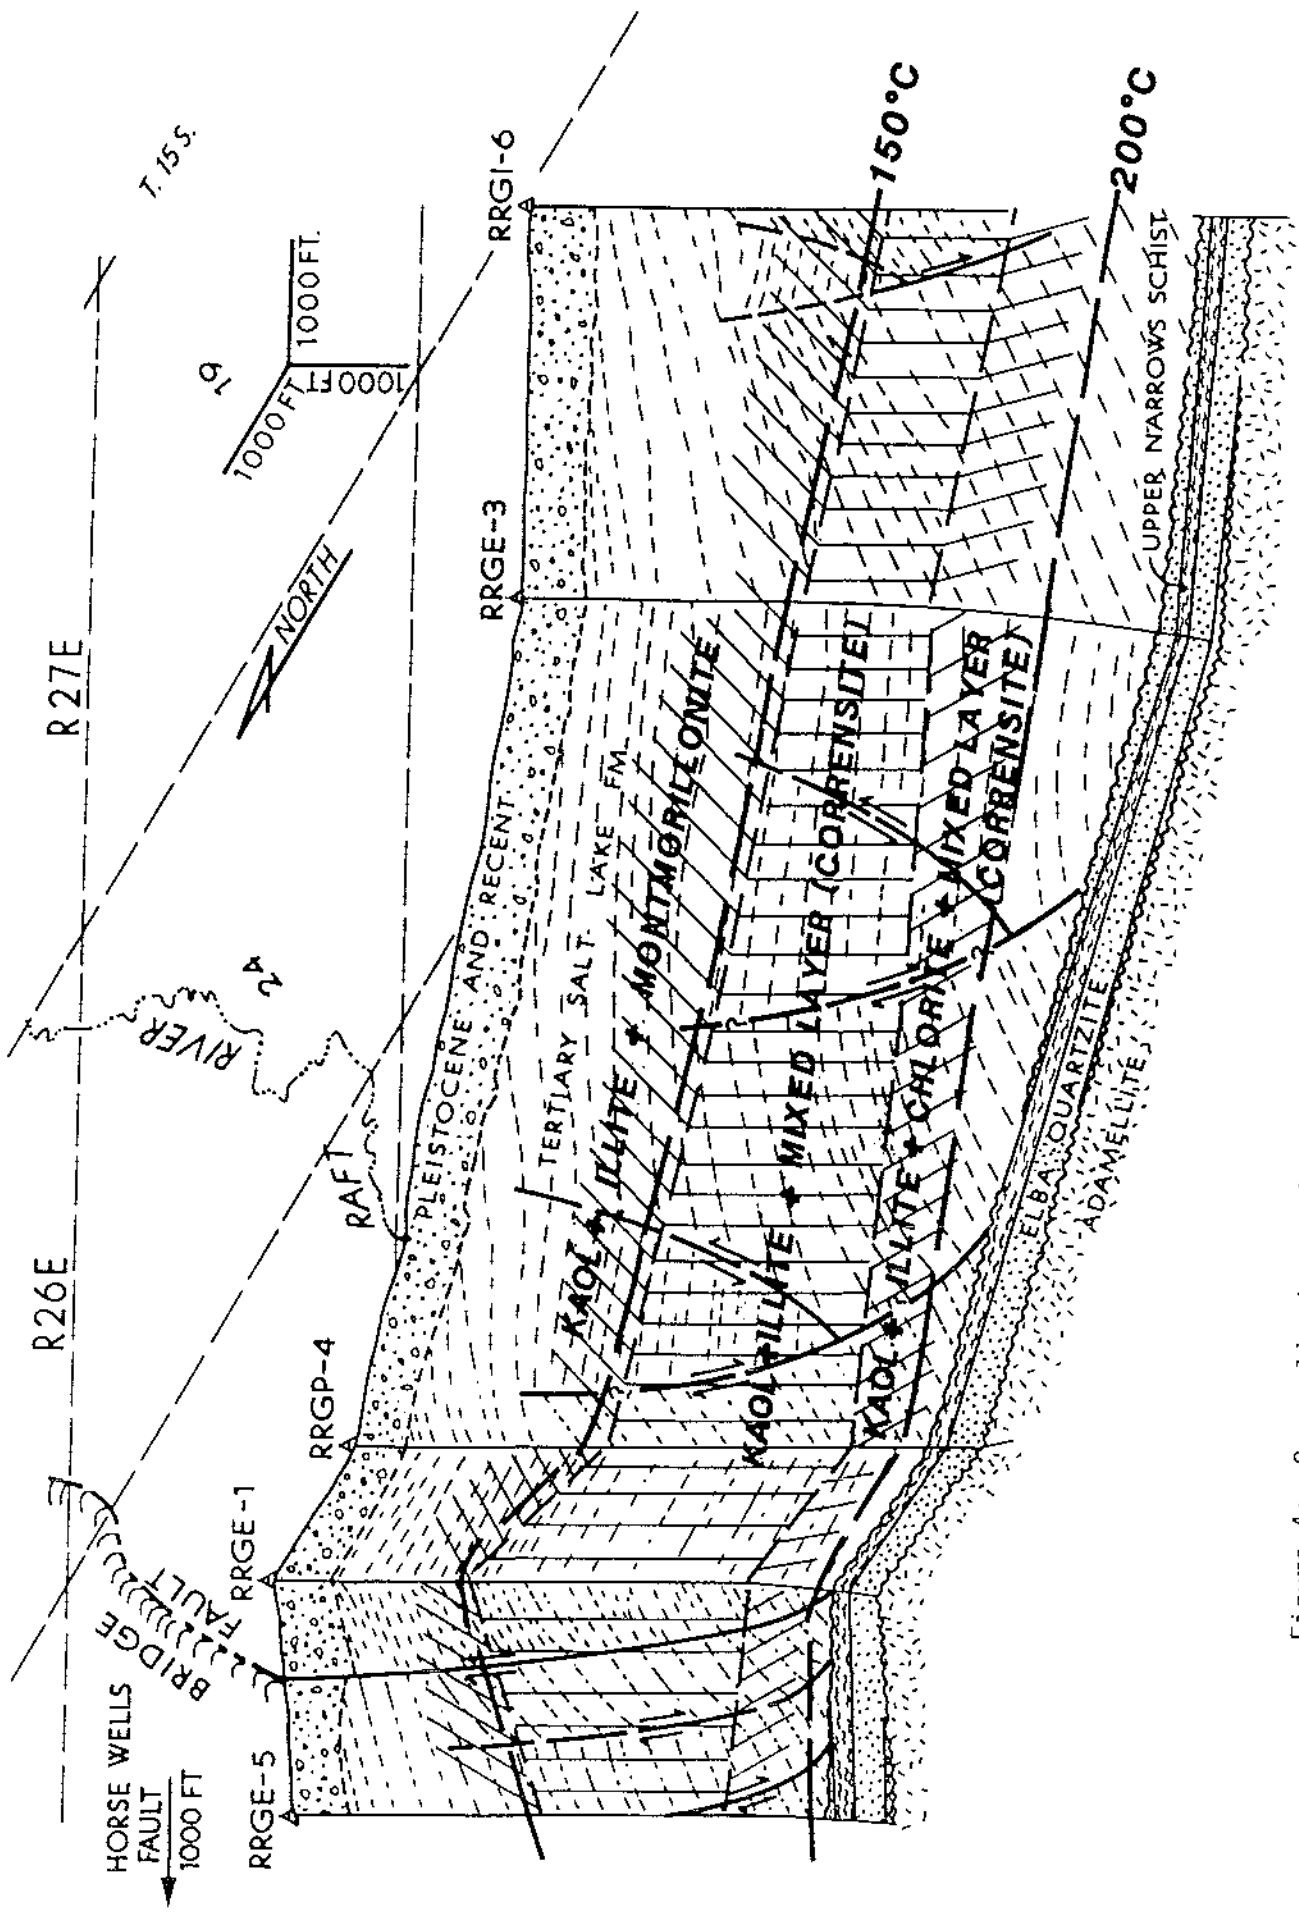 R26E
R27E
T. 15 S.
19
24
1000 FT.
1000 FT.
1000 FT.
NORTH
RAFT
RIVER
BRIDGE
FAULT
HORSE WELLS
FAULT
1000 FT
RRGE-5
RRGE-1
RRGP-4
RRGE-3
RRGI-6
PLEISTOCENE AND RECENT
TERTIARY SALT LAKE FM.
KAOL + ILLITE + MONTMORILLONITE
150°C
KAOL + ILLITE + MIXED LAYER (CORRENSITE)
KAOL + ILLITE + CHLORITE + MIXED LAYER
(CORRENSITE)
200°C
UPPER NARROWS SCHIST
ELBA QUARTZITE
ADAMELLITE
?
?
?